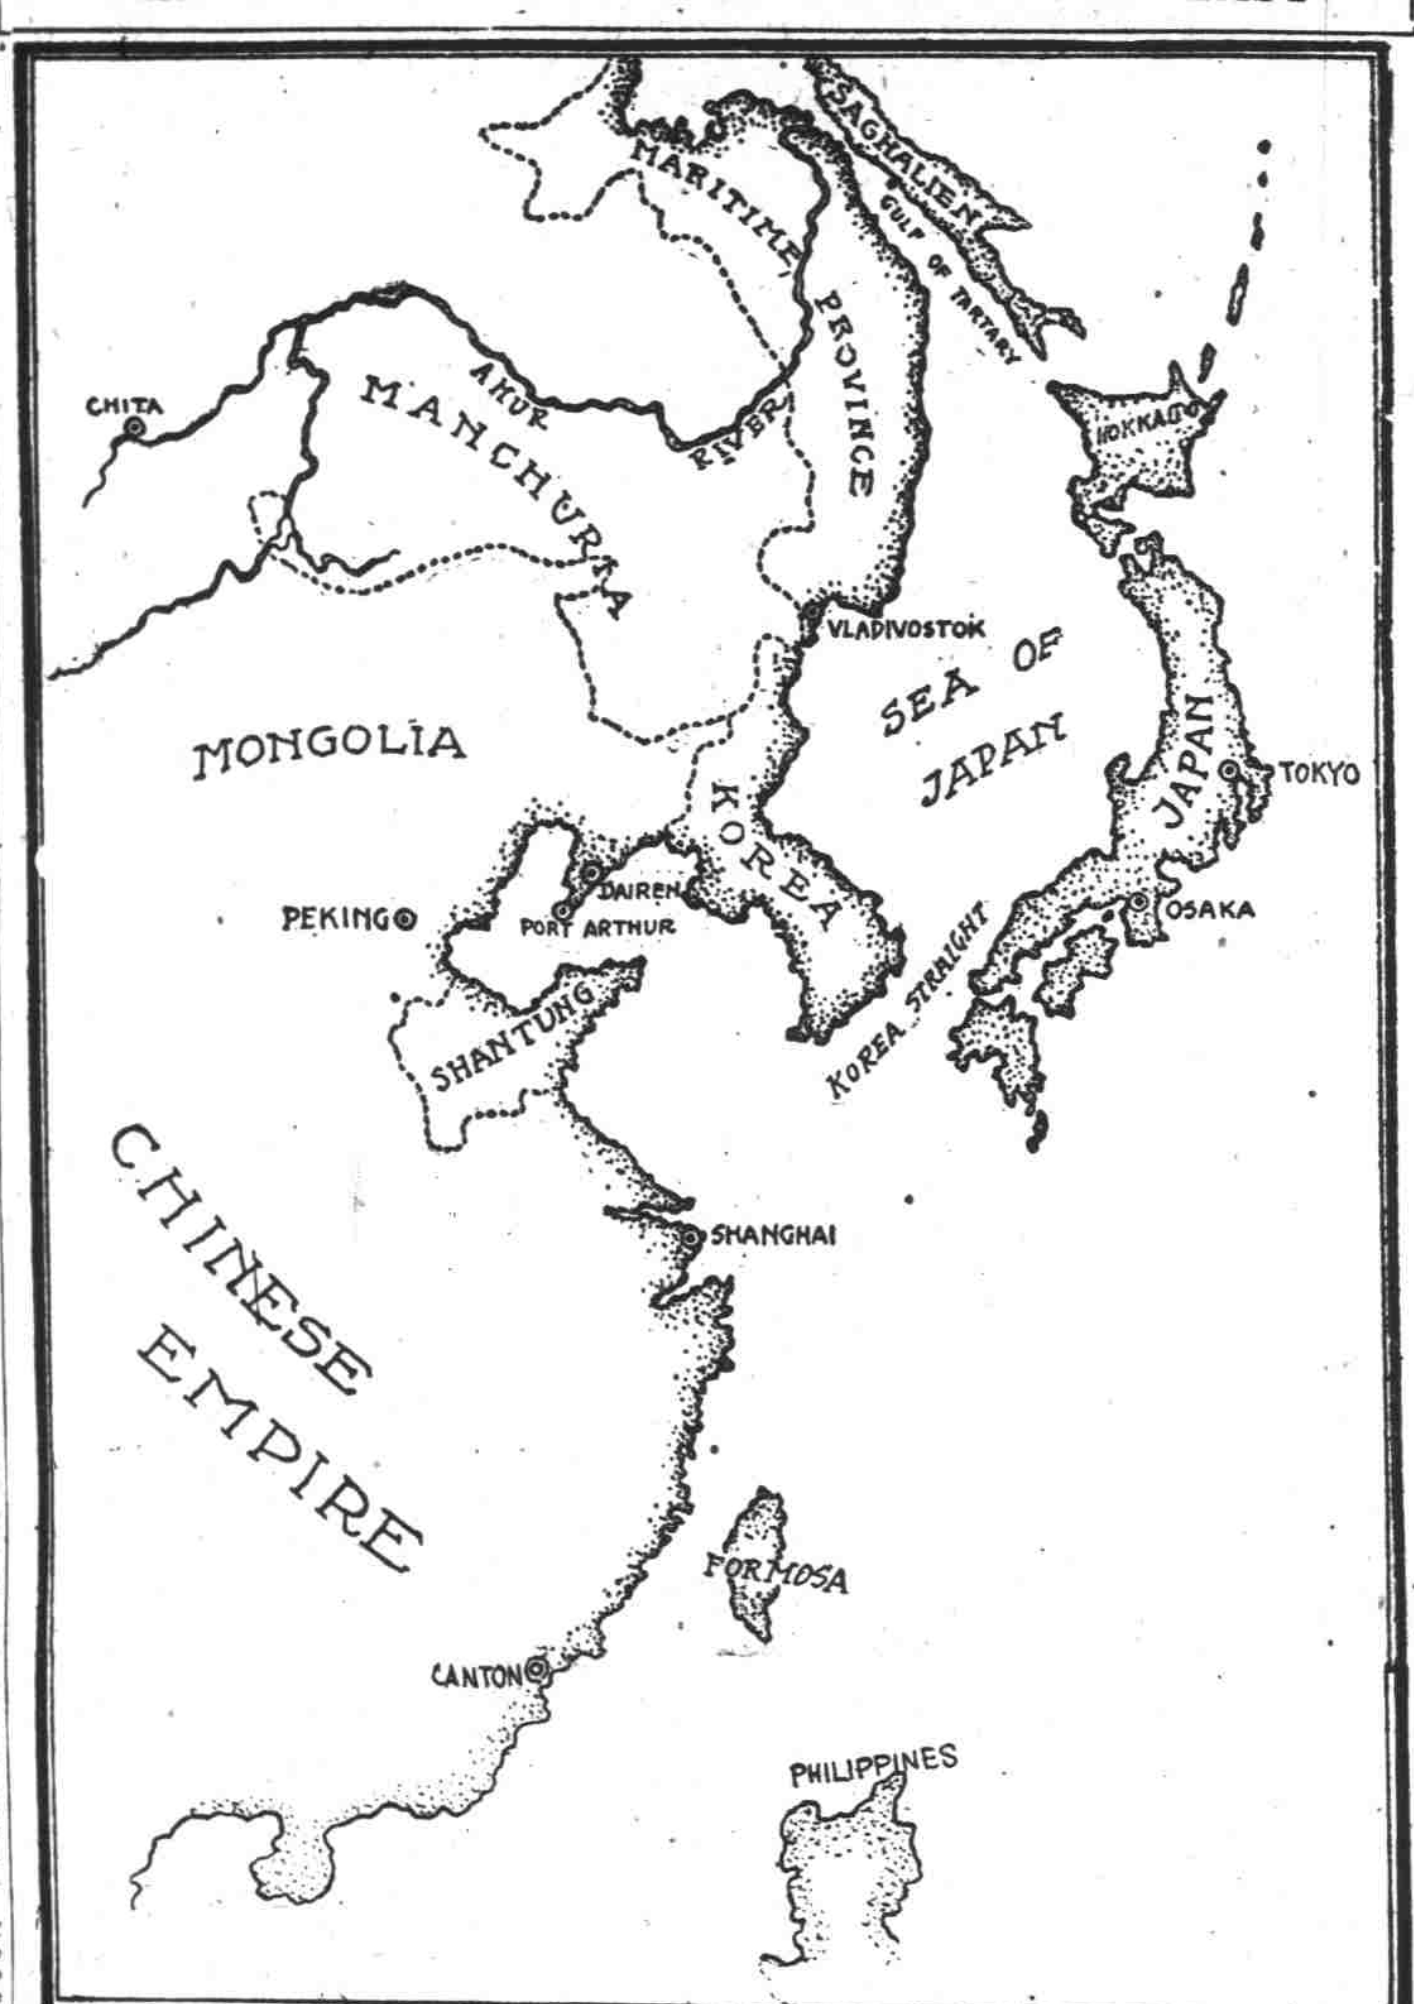 SAGHALIEN
MARITIME
PROVINCE
GULF OF TARTARY
AMUR
RIVER
CHITA
MANCHURIA
HOKKADO
VLADIVOSTOK
SEA OF
JAPAN
MONGOLIA
JAPAN
TOKYO
KOREA
DAIREN
PORT ARTHUR
PEKING
OSAKA
KOREA STRAIGHT
SHANTUNG
CHINESE
EMPIRE
SHANGHAI
FORMOSA
CANTON
PHILIPPINES